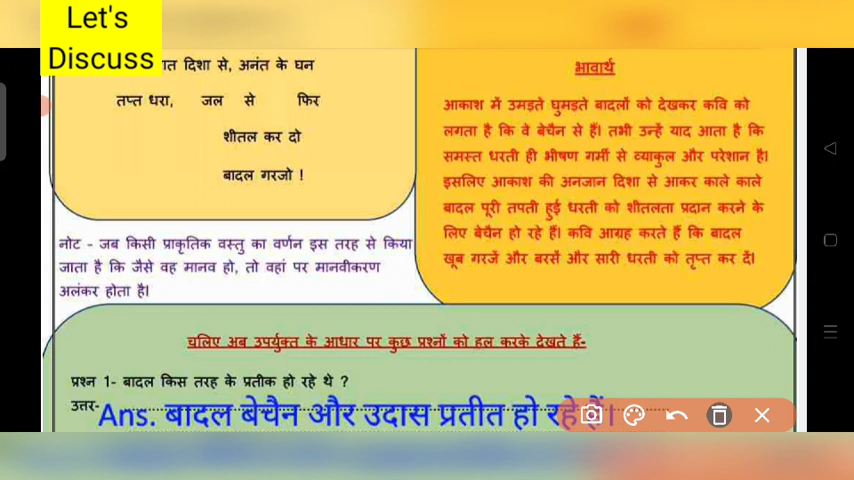 Let's
Discuss
ात दिशा से, अनंत के घन
तप्त धरा, जल से फिर
शीतल कर दो
बादल गरजो !
नोट - जब किसी प्राकृतिक वस्तु का वर्णन इस तरह से किया
जाता है कि जैसे वह मानव हो, तो वहां पर मानवीकरण
अलंकर होता है।
भावार्थ
आकाश में उमड़ते घुमड़ते बादलों को देखकर कवि को
लगता है कि वे बेचैन से हैं। तभी उन्हें याद आता है कि
समस्त धरती ही भीषण गर्मी से व्याकुल और परेशान है।
इसलिए आकाश की अनजान दिशा से आकर काले काले
बादल पूरी तपती हुई धरती को शीतलता प्रदान करने के
लिए बेचैन हो रहे हैं। कवि आग्रह करते हैं कि बादल
खूब गरजें और बरसें और सारी धरती को तृप्त कर दें।
चलिए अब उपर्युक्त के आधार पर कुछ प्रश्नों को हल करके देखते हैं-
प्रश्न 1- बादल किस तरह के प्रतीक हो रहे थे ?
उत्तर-
Ans. बादल बेचैन और उदास प्रतीत हो रहे हैं।